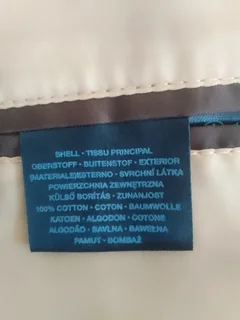 SHELL · TISSU PRINCIPAL
OBERSTOFF · BUITENSTOF · EXTERIOR
(MATERIALE)ESTERNO · SVRCHNÍ LÁTKA
POWIERZCHNIA ZEWNĘTRZNA
KÜLSŐ BORÍTÁS · ZUNANJOST
100% COTTON · COTON · BAUMWOLLE
KATOEN · ALGODÓN · COTONE
ALGODÃO · BAVLNA · BAWEŁNA
PAMUT · BOMBAŽ